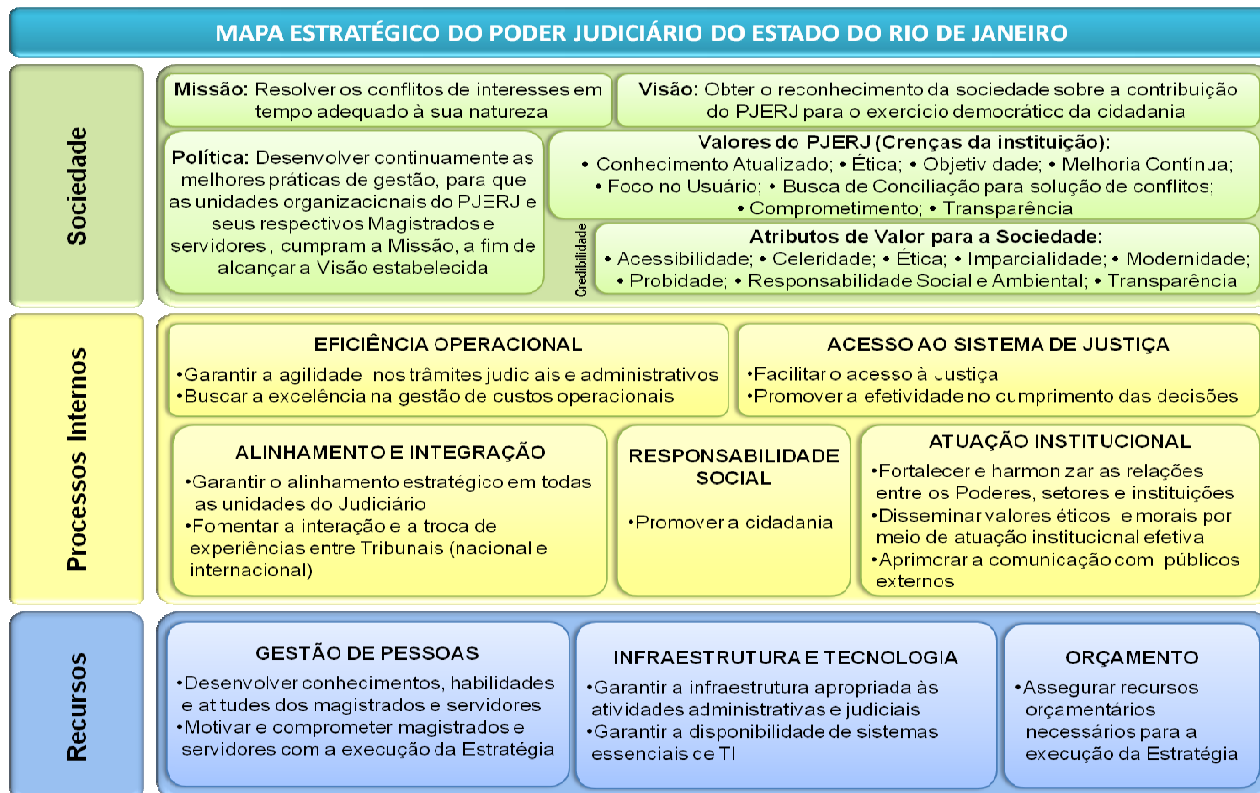 MAPA ESTRATÉGICO DO PODER JUDICIÁRIO DO ESTADO DO RIO DE JANEIRO
Sociedade
Missão: Resolver os conflitos de interesses em
tempo adequado à sua natureza
Visão: Obter o reconhecimento da sociedade sobre a contribuição
do PJERJ para o exercicio democrático da cidadania
Política: Desenvolver continuamente as
melhores práticas de gestão, para que
as unidades organizacionais do PJERJ e
seus respectivos Magistrados e
servidores , cumpram a Missão, a fim de
alcançar a Visão estabelecida
Valores do PJERJ (Crenças da instituição):
• Conhecimento Atualizado; • Ética; • Objetiv dade; • Melhoria Continua;
• Foco no Usuário; • Busca de Conciliação para solução de conflitos;
• Comprometimento; • Transparência
Credibilidade
Atributos de Valor para a Sociedade:
• Acessibilidade; • Celeridade; • Ética; • Imparcialidade; • Modernidade;
• Probidade; • Responsabilidade Social e Ambiental; • Transparência
Processos Internos
EFICIÊNCIA OPERACIONAL
•Garantir a agilidade nos trâmites judic ais e administrativos
•Buscar a excelência na gestão de custos operacionais
ACESSO AO SISTEMA DE JUSTIÇA
•Facilitar o acesso à Justiça
•Promover a efetividade no cumprimento das decisões
ALINHAMENTO E INTEGRAÇÃO
•Garantir o alinhamento estratégico em todas
as unidades do Judiciário
•Fomentar a interação e a troca de
experiências entre Tribunais (nacional e
internacional)
RESPONSABILIDADE
SOCIAL
•Promover a cidadania
ATUAÇÃO INSTITUCIONAL
•Fortalecer e harmon zar as relações
entre os Poderes, setores e instituições
•Disseminar valores éticos e morais por
meio de atuação institucional efetiva
•Aprimorar a comunicação com públicos
externos
Recursos
GESTÃO DE PESSOAS
•Desenvolver conhecimentos, habilidades
e at tudes dos magistrados e servidores
•Motivar e comprometer magistrados e
servidores com a execução da Estratégia
INFRAESTRUTURA E TECNOLOGIA
•Garantir a infraestrutura apropriada às
atividades administrativas e judiciais
•Garantir a disponibilidade de sistemas
essenciais de TI
ORÇAMENTO
•Assegurar recursos
orçamentários
necessários para a
execução da Estratégia